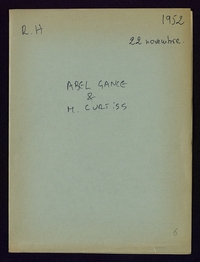 1952
R.H
22 novembre.
ABEL GANCE
&
M. CURTISS